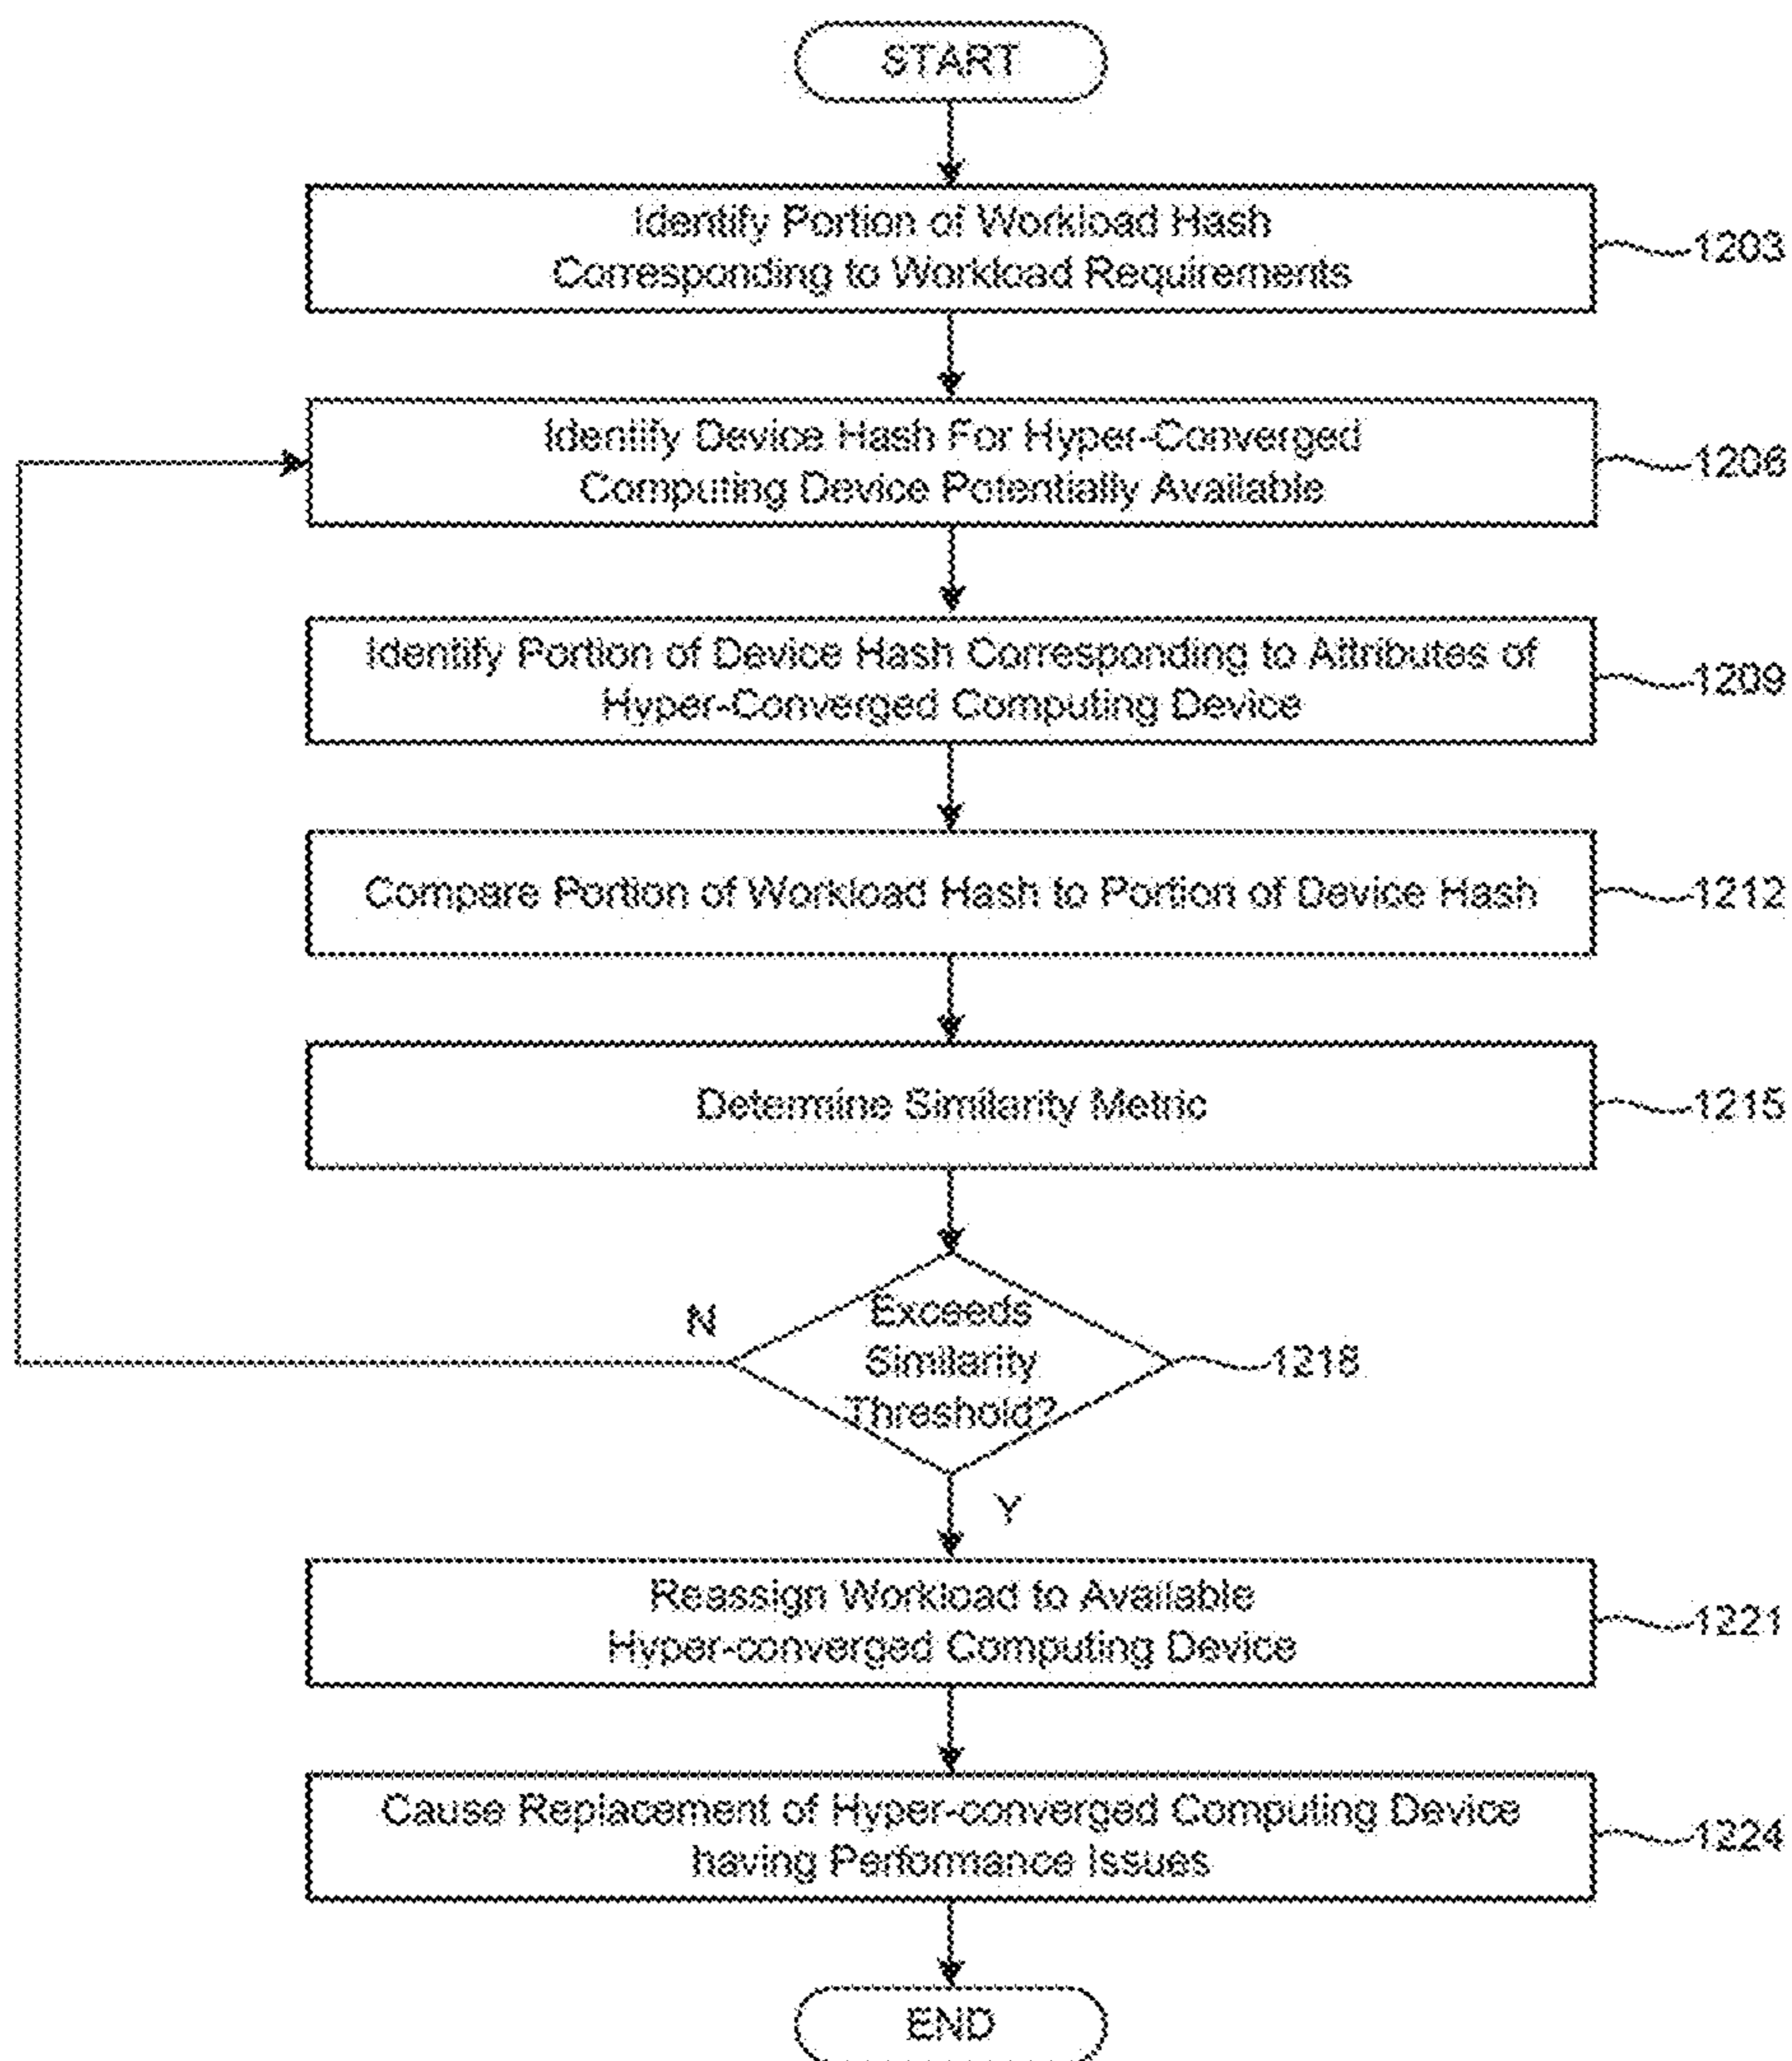 START
Identify Portion of Workload Hash
Corresponding to Workload Requirements
1203
Identify Device Hash For Hyper-Converged
Computing Device Potentially Available
1206
Identify Portion of Device Hash Corresponding to Attributes of
Hyper-Converged Computing Device
1209
Compare Portion of Workload Hash to Portion of Device Hash
1212
Determine Similarity Metric
1215
N
Exceeds
Similarity
Threshold?
1218
Y
Reassign Workload to Available
Hyper-converged Computing Device
1221
Cause Replacement of Hyper-converged Computing Device
having Performance Issues
1224
END